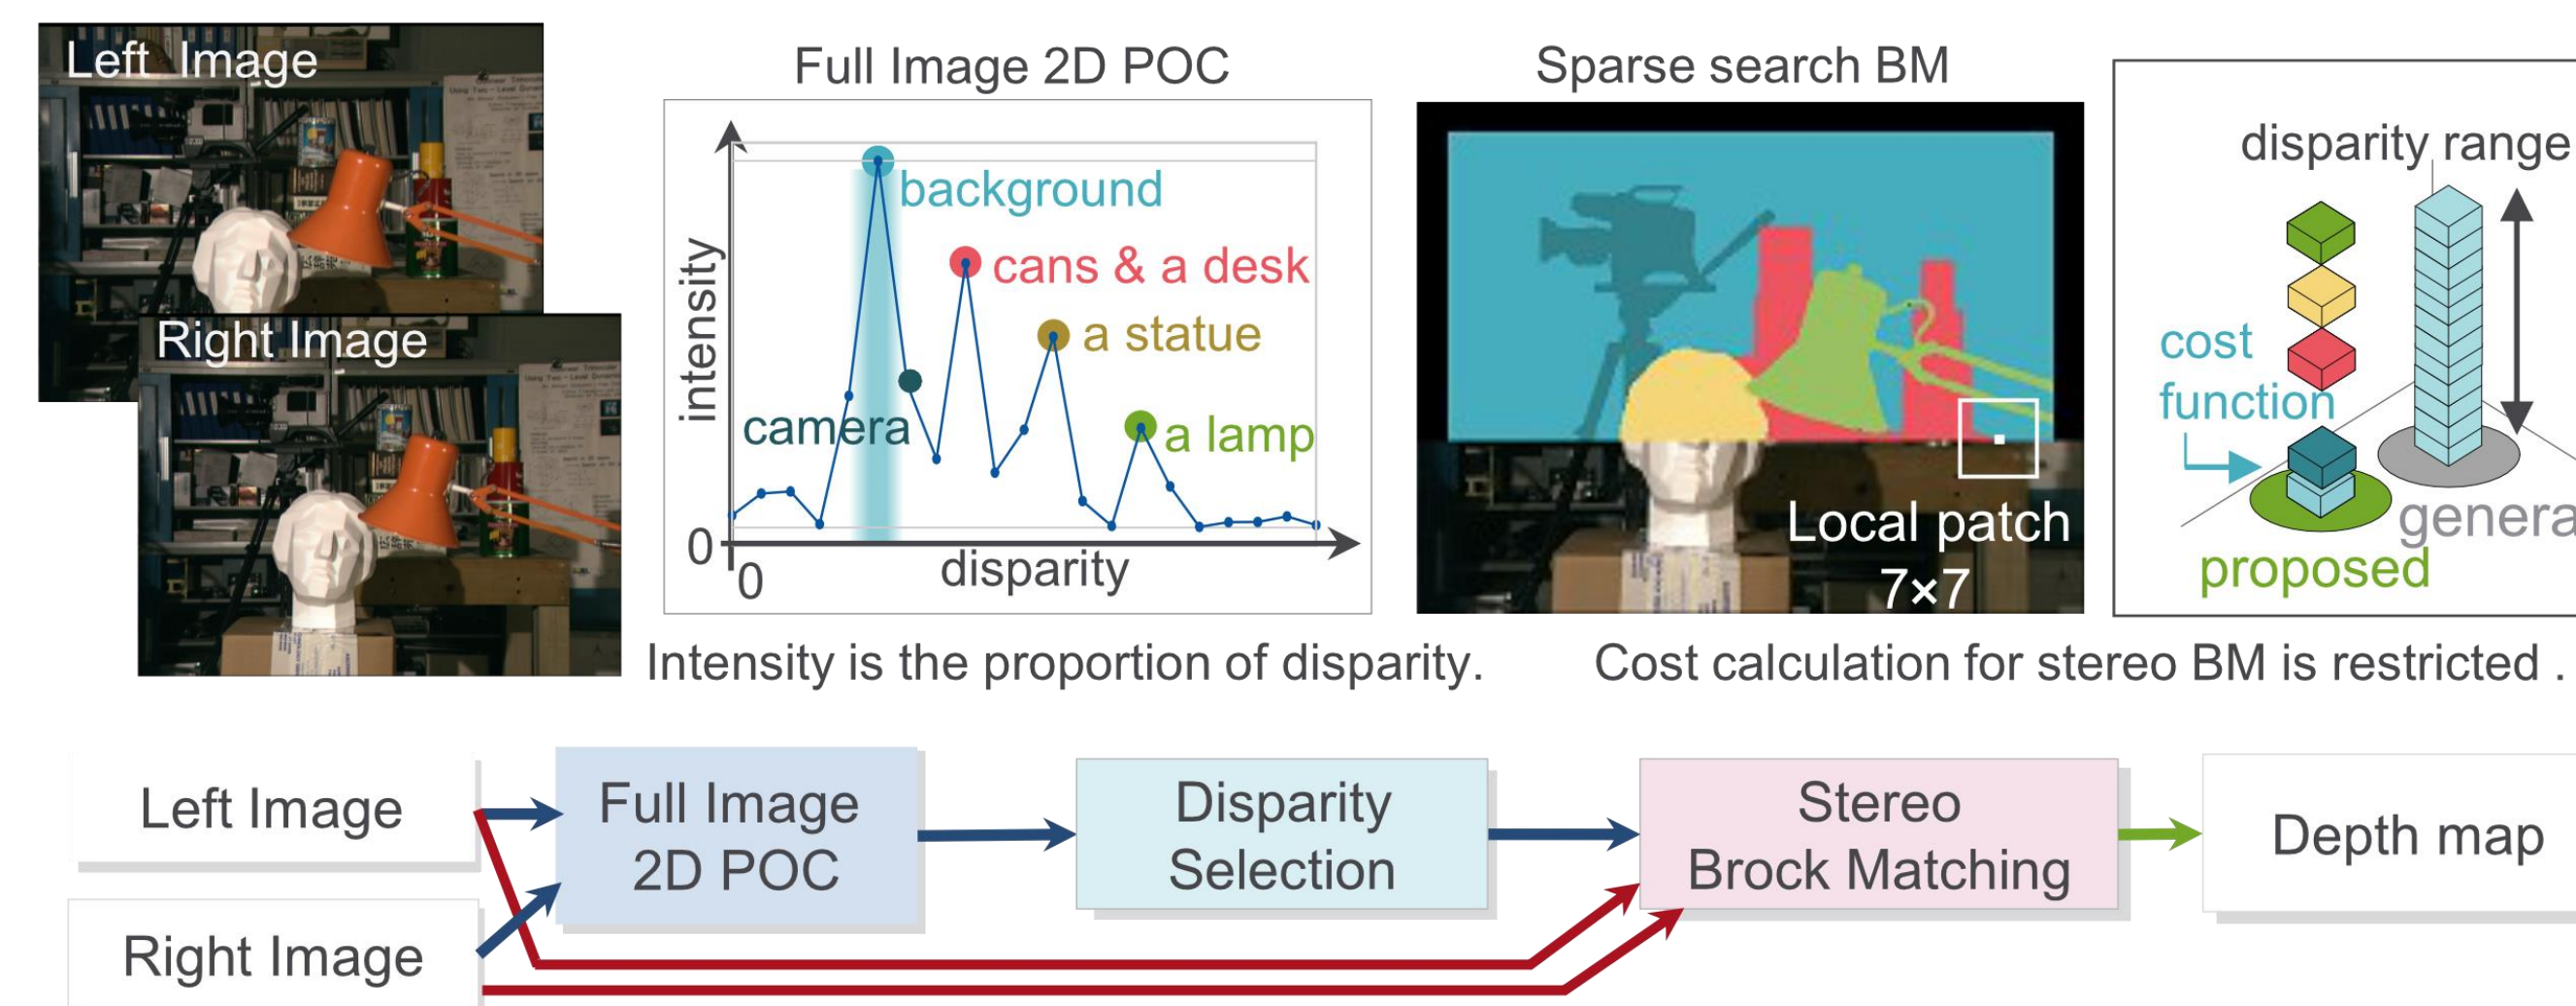 Left Image
Right Image
Full Image 2D POC
intensity
background
cans & a desk
a statue
camera
a lamp
0
0
disparity
Intensity is the proportion of disparity.
Sparse search BM
Local patch
7×7
disparity range
cost
function
genera
proposed
Cost calculation for stereo BM is restricted .
Left Image
Right Image
Full Image
2D POC
Disparity
Selection
Stereo
Brock Matching
Depth map